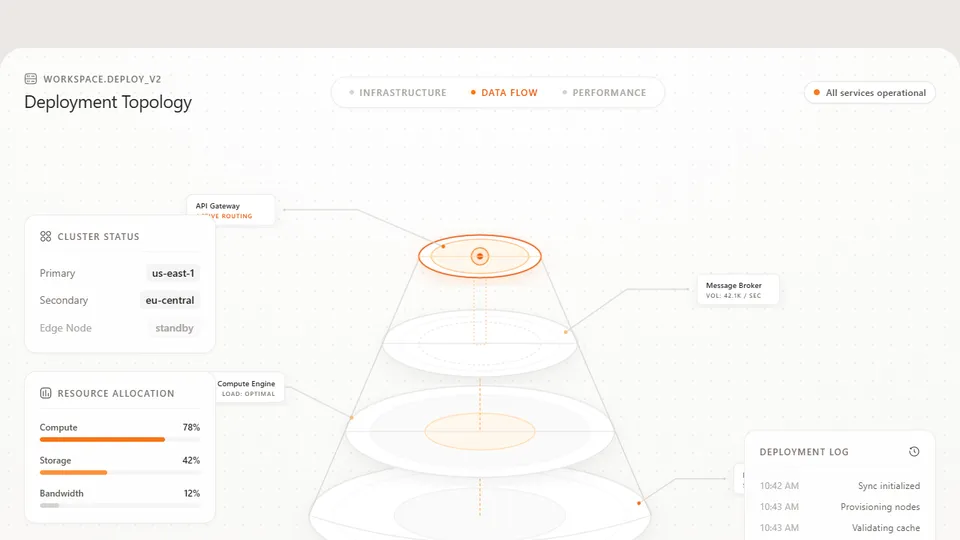 WORKSPACE.DEPLOY_V2
Deployment Topology
INFRASTRUCTURE
DATA FLOW
PERFORMANCE
All services operational
API Gateway
ROUTING
CLUSTER STATUS
Primary
us-east-1
Secondary
eu-central
Edge Node
standby
Message Broker
VOL: 42.1K / SEC
RESOURCE ALLOCATION
Compute
78%
Storage
42%
Bandwidth
12%
Compute Engine
LOAD: OPTIMAL
DEPLOYMENT LOG
10:42 AM
Sync initialized
10:43 AM
Provisioning nodes
10:43 AM
Validating cache